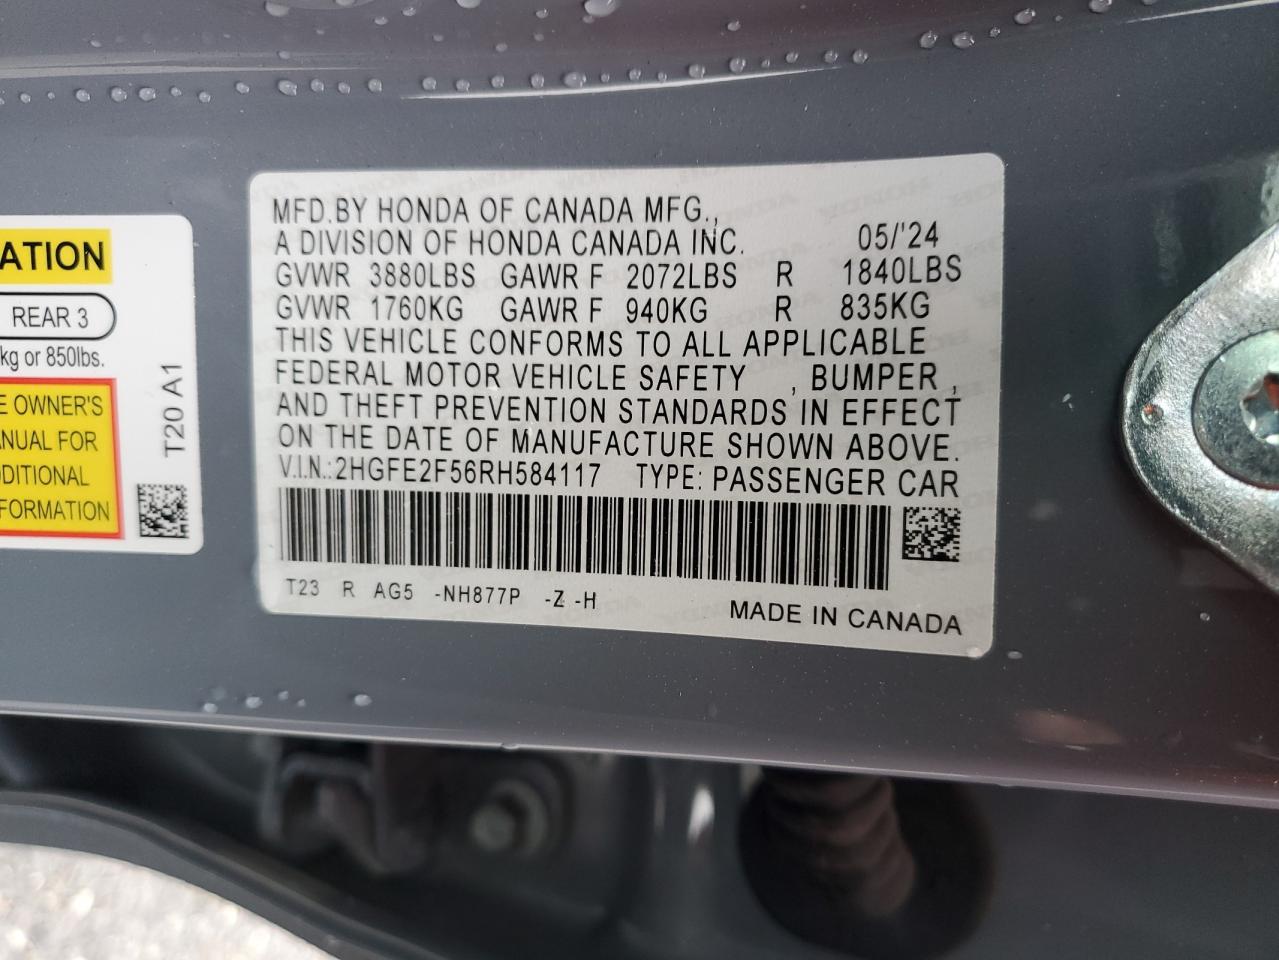 ATION
REAR 3
kg or 850lbs.
E OWNER'S
ANUAL FOR
DDITIONAL
FORMATION
T20 A1
MFD.BY HONDA OF CANADA MFG.,
A DIVISION OF HONDA CANADA INC. 05/'24
GVWR 3880LBS GAWR F 2072LBS R 1840LBS
GVWR 1760KG GAWR F 940KG R 835KG
THIS VEHICLE CONFORMS TO ALL APPLICABLE
FEDERAL MOTOR VEHICLE SAFETY , BUMPER ,
AND THEFT PREVENTION STANDARDS IN EFFECT
ON THE DATE OF MANUFACTURE SHOWN ABOVE.
V.I.N.:2HGFE2F56RH584117 TYPE: PASSENGER CAR
T23 R AG5 -NH877P -Z -H
MADE IN CANADA